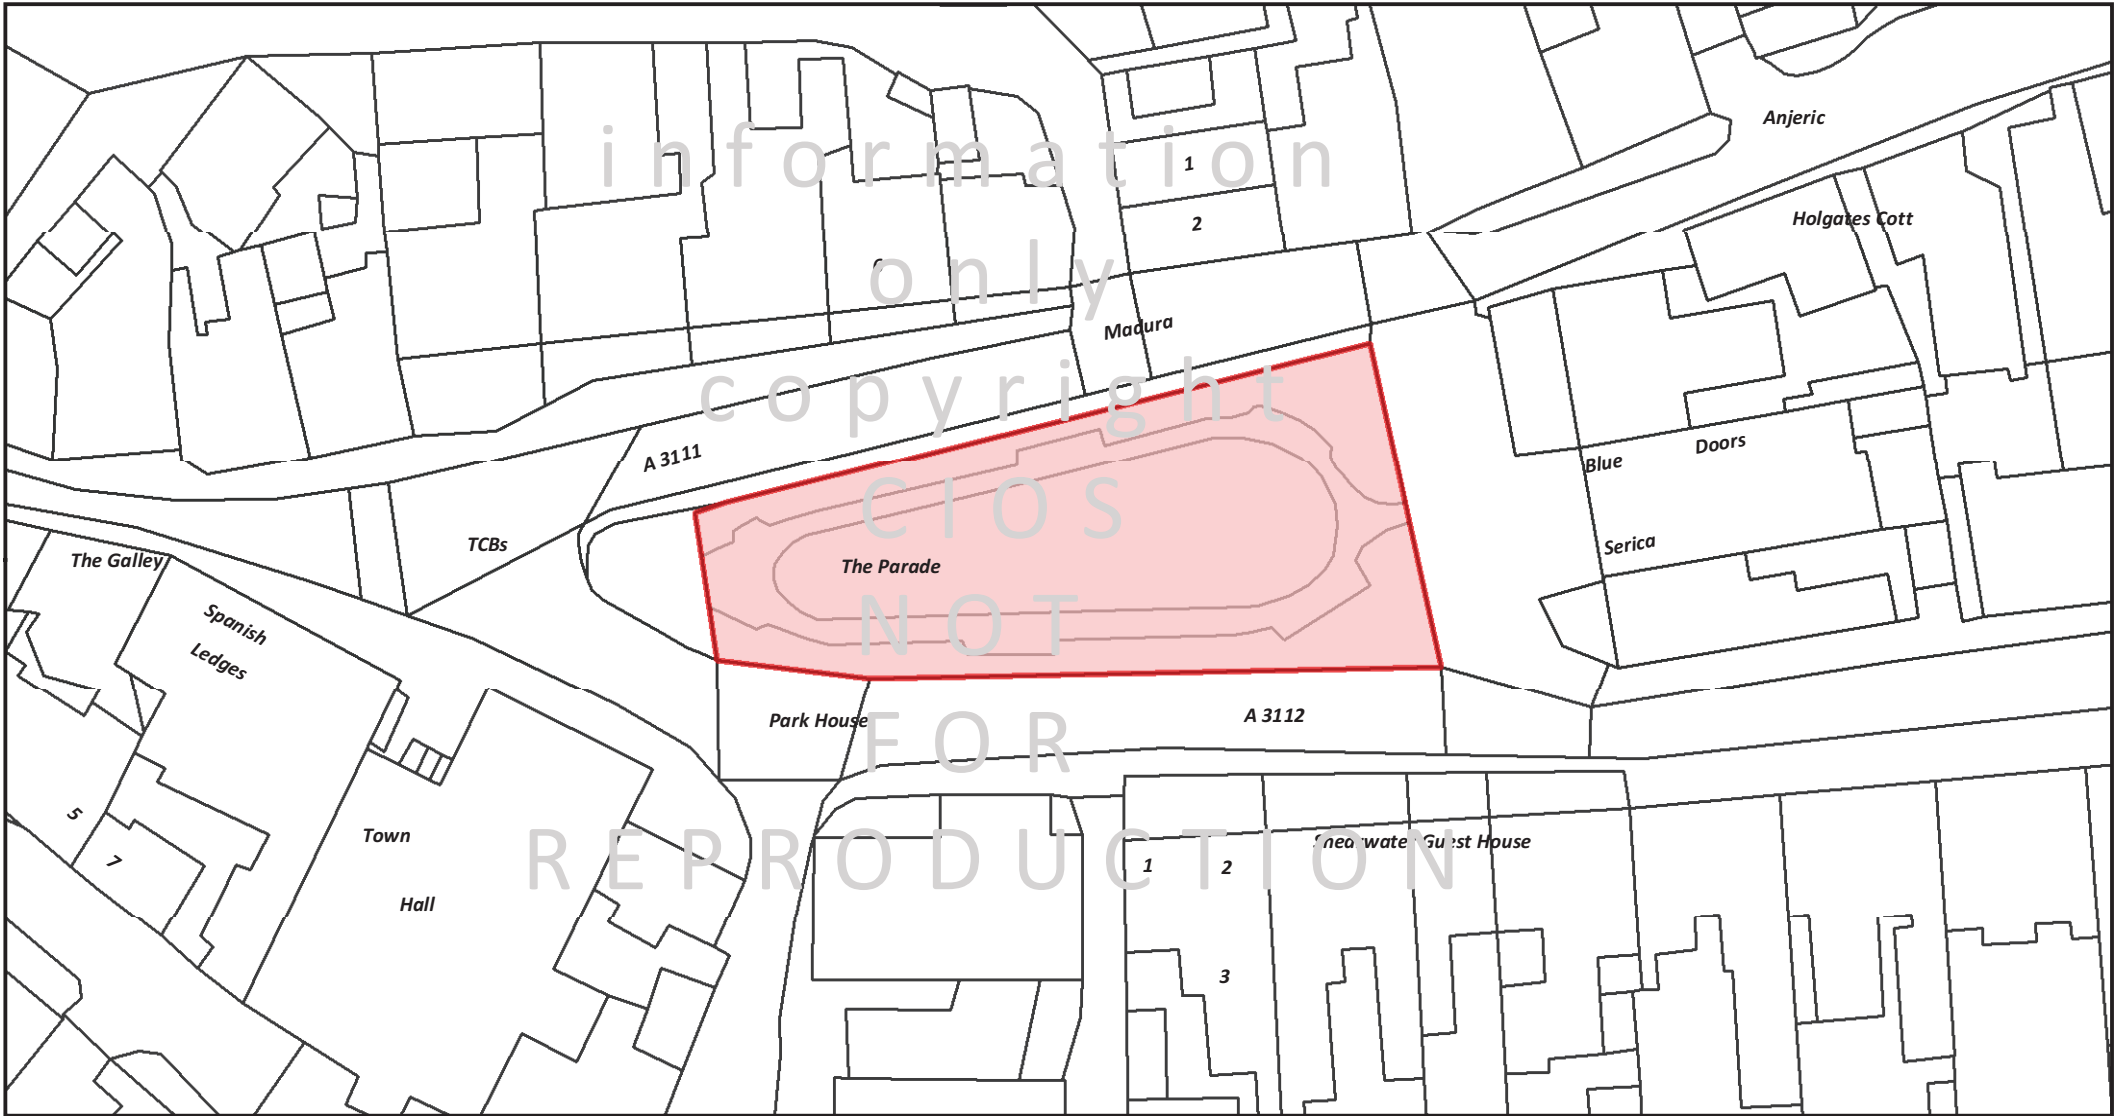 Anjeric
information
1
2
Holgates Cott
only
Madura
copyright
A 3111
Doors
Blue
CIOS
TCBs
Serica
The Galley
The Parade
Spanish
Ledges
NOT
Park House
A 3112
FOR
5
7
Town
Hall
REPRODUCTION
Shearwater Guest House
1
2
3